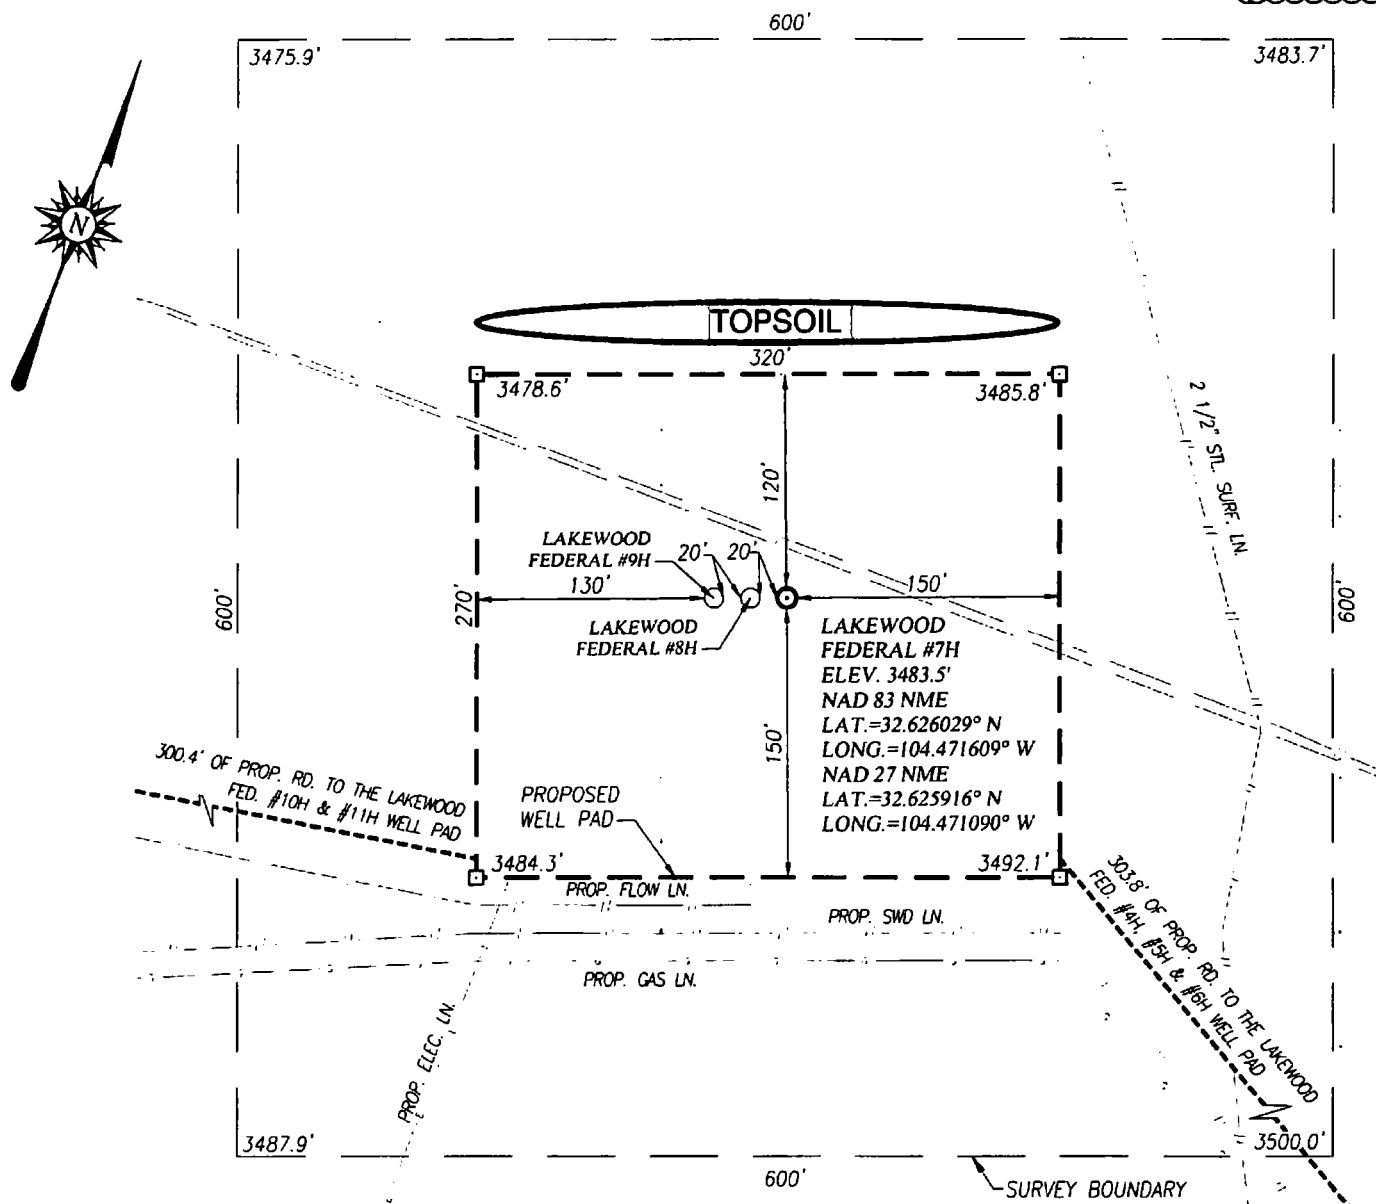 600'
3475.9'
3483.7'
N
TOPSOIL
320'
3478.6'
3485.8'
2 1/2" STL. SURF. LN.
120'
LAKEWOOD
FEDERAL #9H
20'
20'
130'
150'
270'
600'
600'
LAKEWOOD
FEDERAL #8H
LAKEWOOD
FEDERAL #7H
ELEV. 3483.5'
NAD 83 NME
LAT.=32.626029° N
LONG.=104.471609° W
NAD 27 NME
LAT.=32.625916° N
LONG.=104.471090° W
150'
300.4' OF PROP. RD. TO THE LAKEWOOD
FED. #10H & #11H WELL PAD
PROPOSED
WELL PAD
3484.3'
3492.1'
PROP. FLOW LN.
PROP. SWD LN.
PROP. GAS LN.
PROP. ELEC. LN.
303.8' OF PROP. RD. TO THE LAKEWOOD
FED. #4H, #5H & #6H WELL PAD
3487.9'
3500.0'
600'
SURVEY BOUNDARY